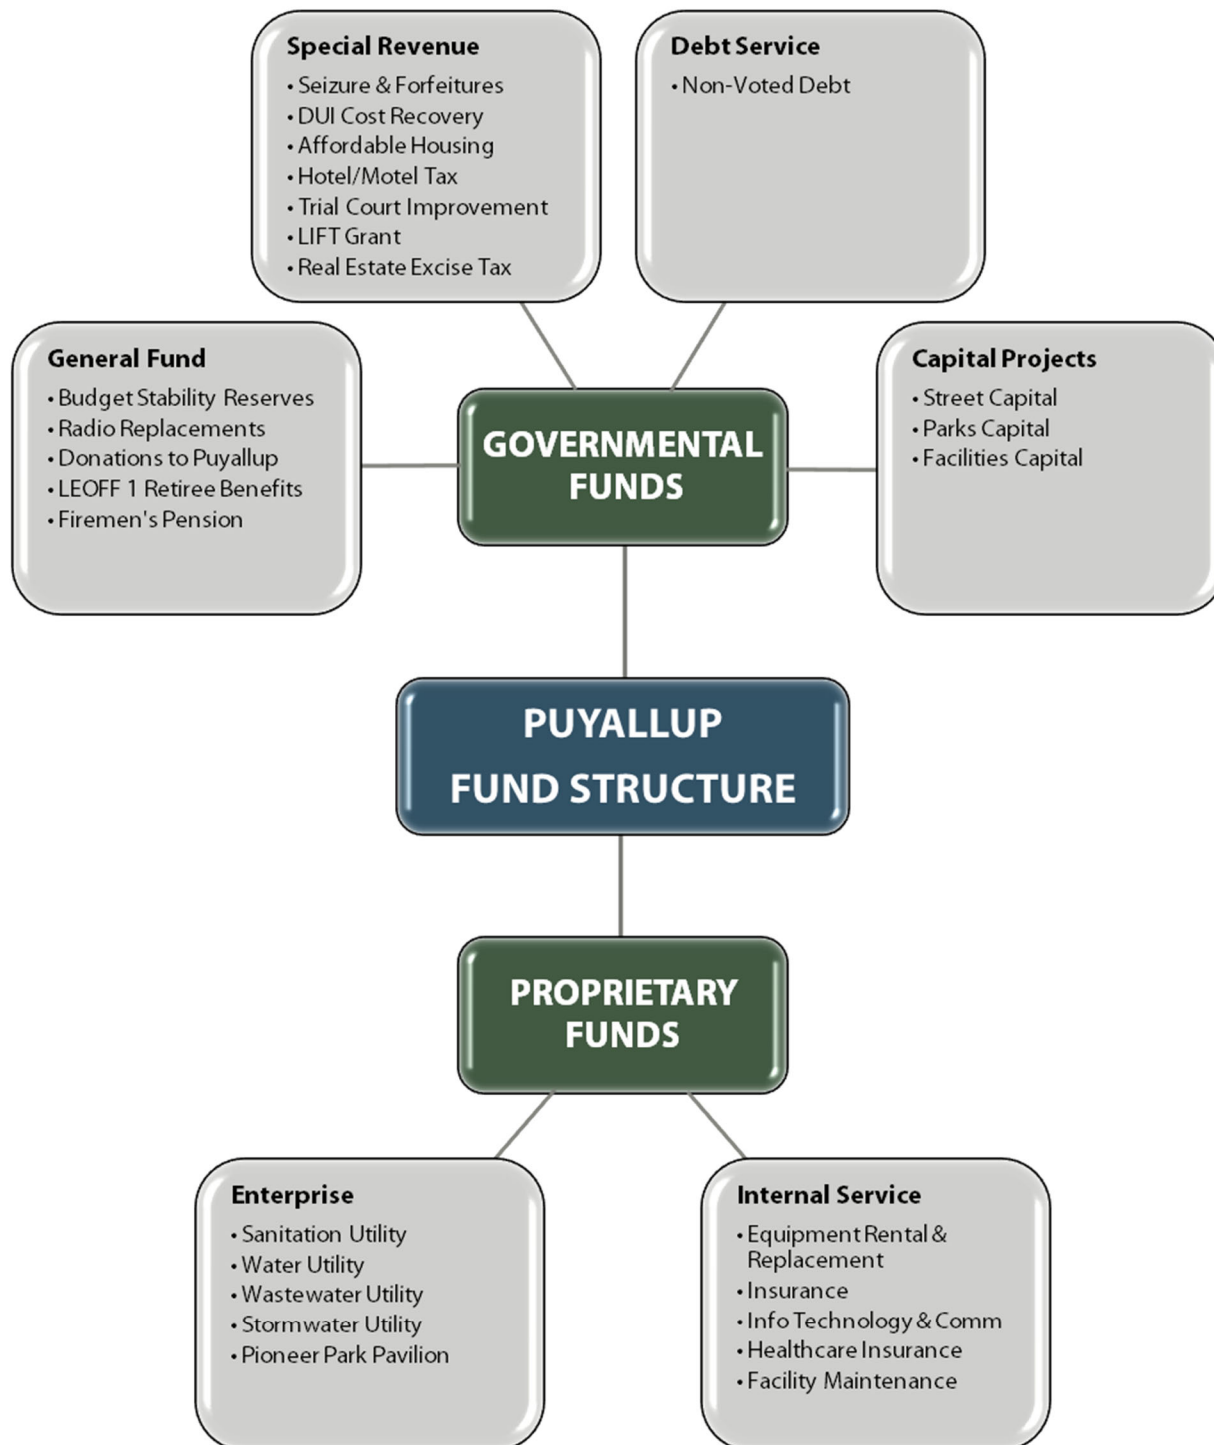 Special Revenue
• Seizure & Forfeitures
• DUI Cost Recovery
• Affordable Housing
• Hotel/Motel Tax
• Trial Court Improvement
• LIFT Grant
• Real Estate Excise Tax
Debt Service
• Non-Voted Debt
General Fund
• Budget Stability Reserves
• Radio Replacements
• Donations to Puyallup
• LEOFF 1 Retiree Benefits
• Firemen's Pension
GOVERNMENTAL
FUNDS
Capital Projects
• Street Capital
• Parks Capital
• Facilities Capital
PUYALLUP
FUND STRUCTURE
PROPRIETARY
FUNDS
Enterprise
• Sanitation Utility
• Water Utility
• Wastewater Utility
• Stormwater Utility
• Pioneer Park Pavilion
Internal Service
• Equipment Rental &
Replacement
• Insurance
• Info Technology & Comm
• Healthcare Insurance
• Facility Maintenance